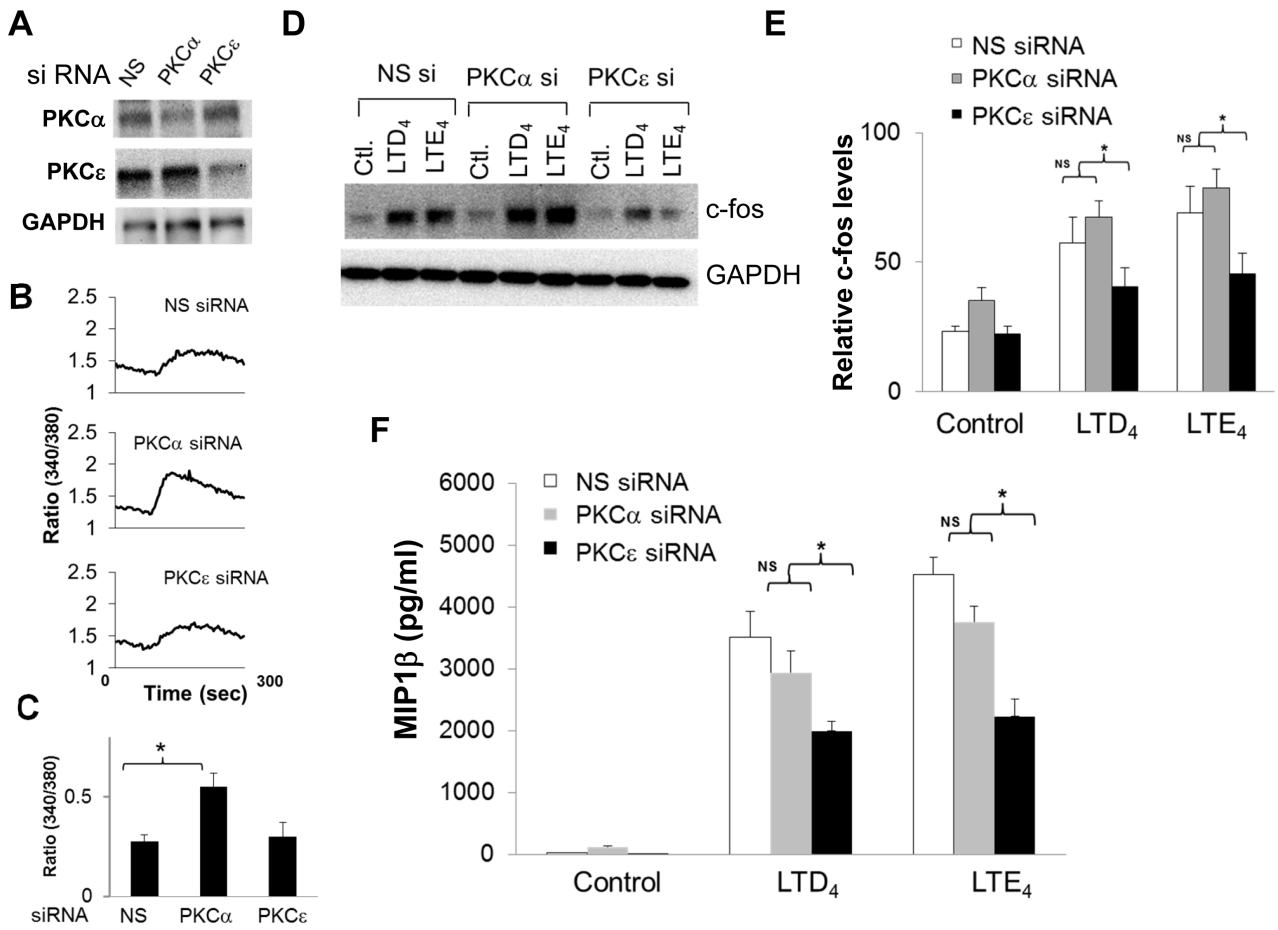 A
si RNA
NS
PKCα
PKCε
PKCα
PKCε
GAPDH
B
2.5
NS siRNA
2
1.5
1
2.5
PKCα siRNA
2
1.5
1
2.5
PKCε siRNA
2
1.5
1
Ratio (340/380)
0
Time (sec)
300
C
*
Ratio (340/380)
0.5
0
siRNA NS PKCα PKCε
D
NS si PKCα si PKCε si
Ctl. LTD4 LTE4 Ctl. LTD4 LTE4 Ctl. LTD4 LTE4
c-fos
GAPDH
E
NS siRNA
PKCα siRNA
PKCε siRNA
Relative c-fos levels
100
50
0
NS *
NS *
Control LTD4 LTE4
F
NS siRNA
PKCα siRNA
PKCε siRNA
MIP1β (pg/ml)
6000
5000
4000
3000
2000
1000
0
NS *
NS *
Control LTD4 LTE4